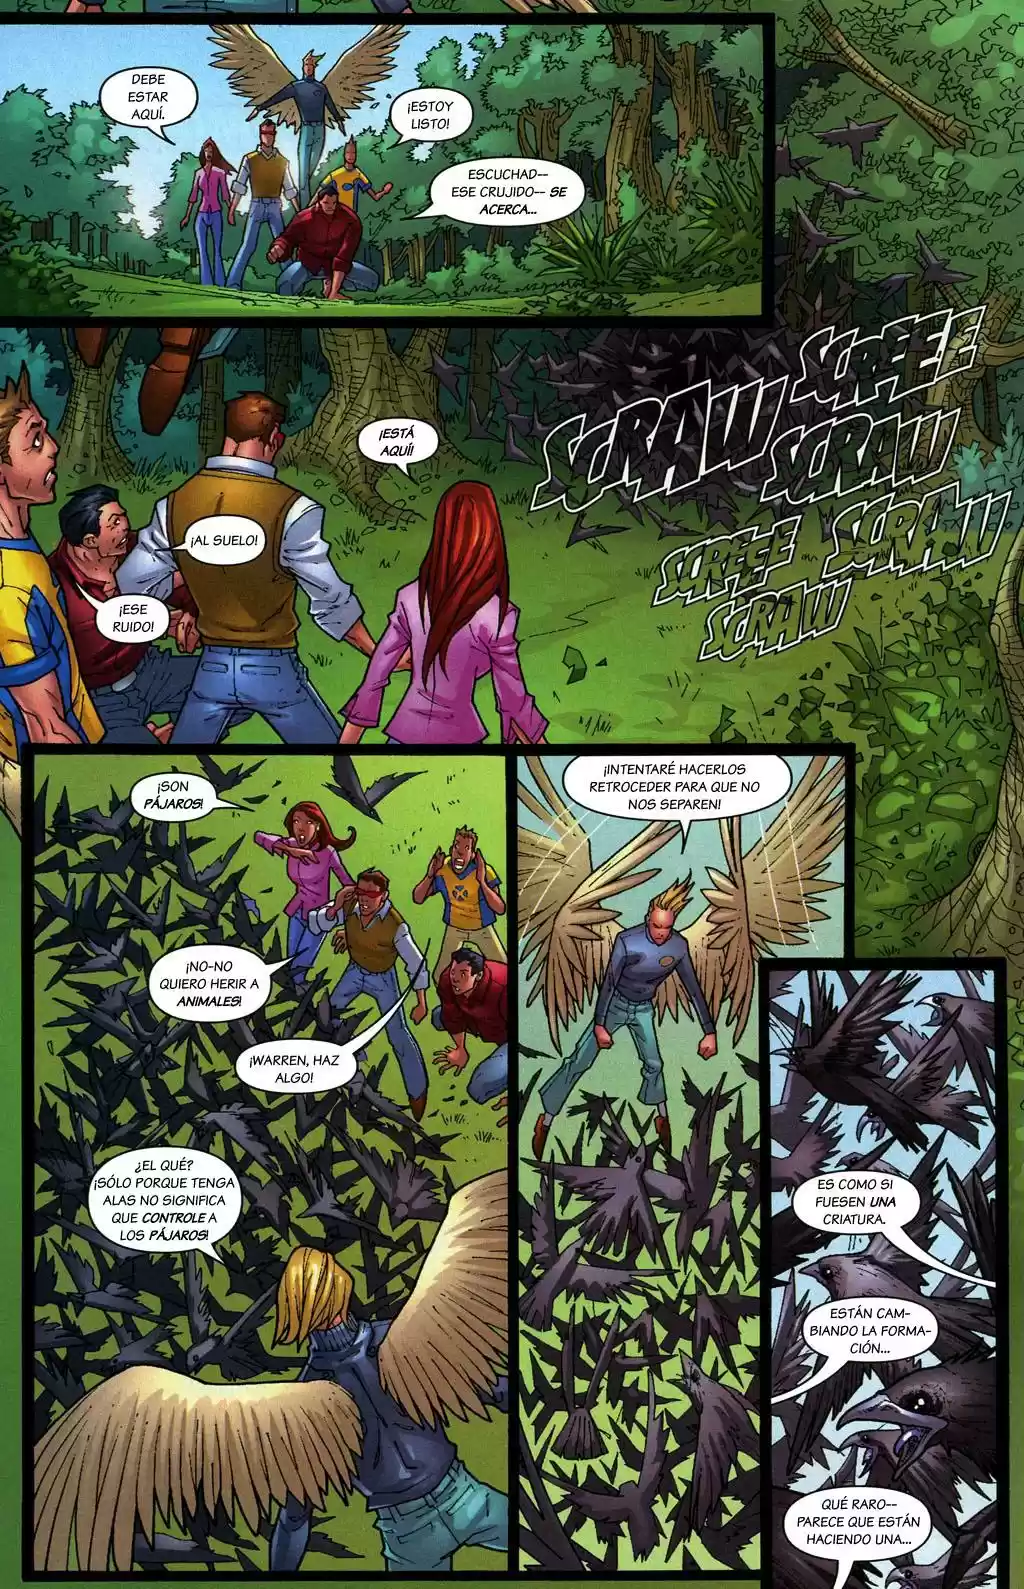 DEBE
ESTAR
AQUÍ.
¡ESTOY
LISTO!
ESCUCHAD--
ESE CRUJIDO-- SE
ACERCA...
SCREEE
SCRAW
SCRAW
SCREEE
SCRAW
SCRAW
¡ESTÁ
AQUÍ!
¡AL SUELO!
¡ESE
RUIDO!
¡SON
PÁJAROS!
¡NO-NO
QUIERO HERIR A
ANIMALES!
¡WARREN, HAZ
ALGO!
¿EL QUÉ?
¡SÓLO PORQUE TENGA
ALAS NO SIGNIFICA
QUE CONTROLE A
LOS PÁJAROS!
¡INTENTARÉ HACERLOS
RETROCEDER PARA QUE NO
NOS SEPAREN!
ES COMO SI
FUESEN UNA
CRIATURA.
ESTÁN CAM-
BIANDO LA FORMA-
CIÓN...
QUÉ RARO--
PARECE QUE ESTÁN
HACIENDO UNA...